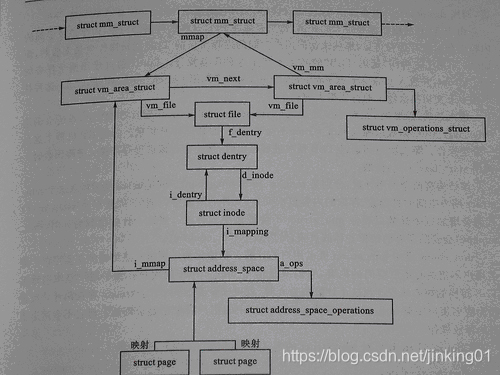 struct mm_struct struct mm_struct struct mm_struct
mmap
vm_mm
struct vm_area_struct vm_next struct vm_area_struct
vm_file vm_file
struct file struct vm_operations_struct
f_dentry
struct dentry
d_inode
i_dentry
struct inode
i_mapping
i_mmap struct address_space a_ops
struct address_space_operations
映射 映射
struct page struct page
https://blog.csdn.net/jinking01